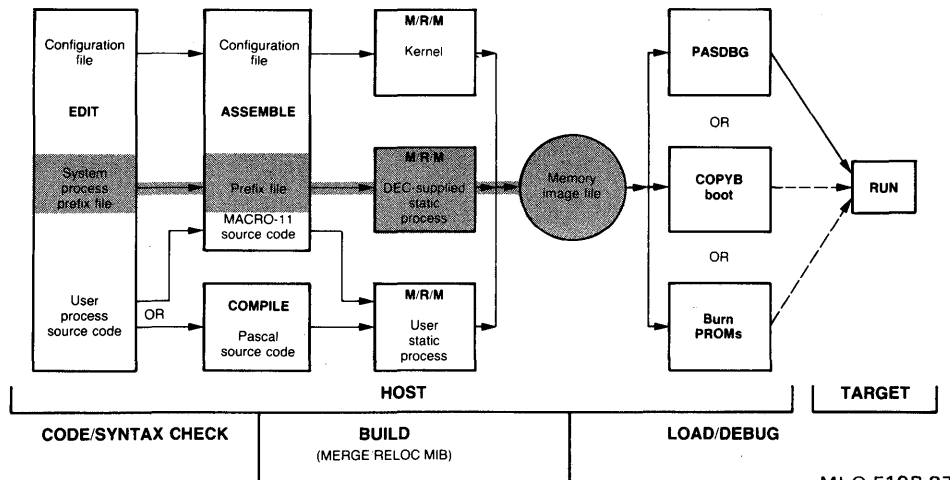 Configuration
file
EDIT
System
process
prefix file
User
process
source code
OR
Configuration
file
ASSEMBLE
Prefix file
MACRO-11
source code
COMPILE
Pascal
source code
M/R/M
Kernel
M/R/M
DEC-supplied
static
process
M/R/M
User
static
process
Memory
image file
PASDBG
OR
COPYB
boot
OR
Burn
PROMs
RUN
HOST
TARGET
CODE/SYNTAX CHECK
BUILD
(MERGE RELOC MIB)
LOAD/DEBUG